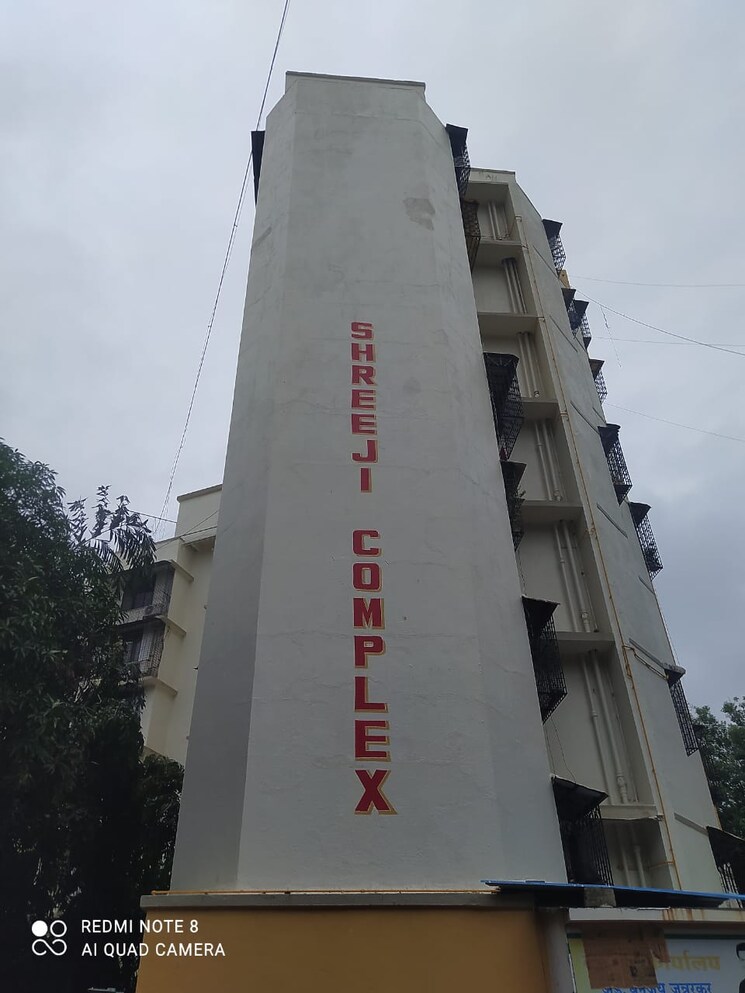 SHREEJI COMPLEX
REDMI NOTE 8
AI QUAD CAMERA